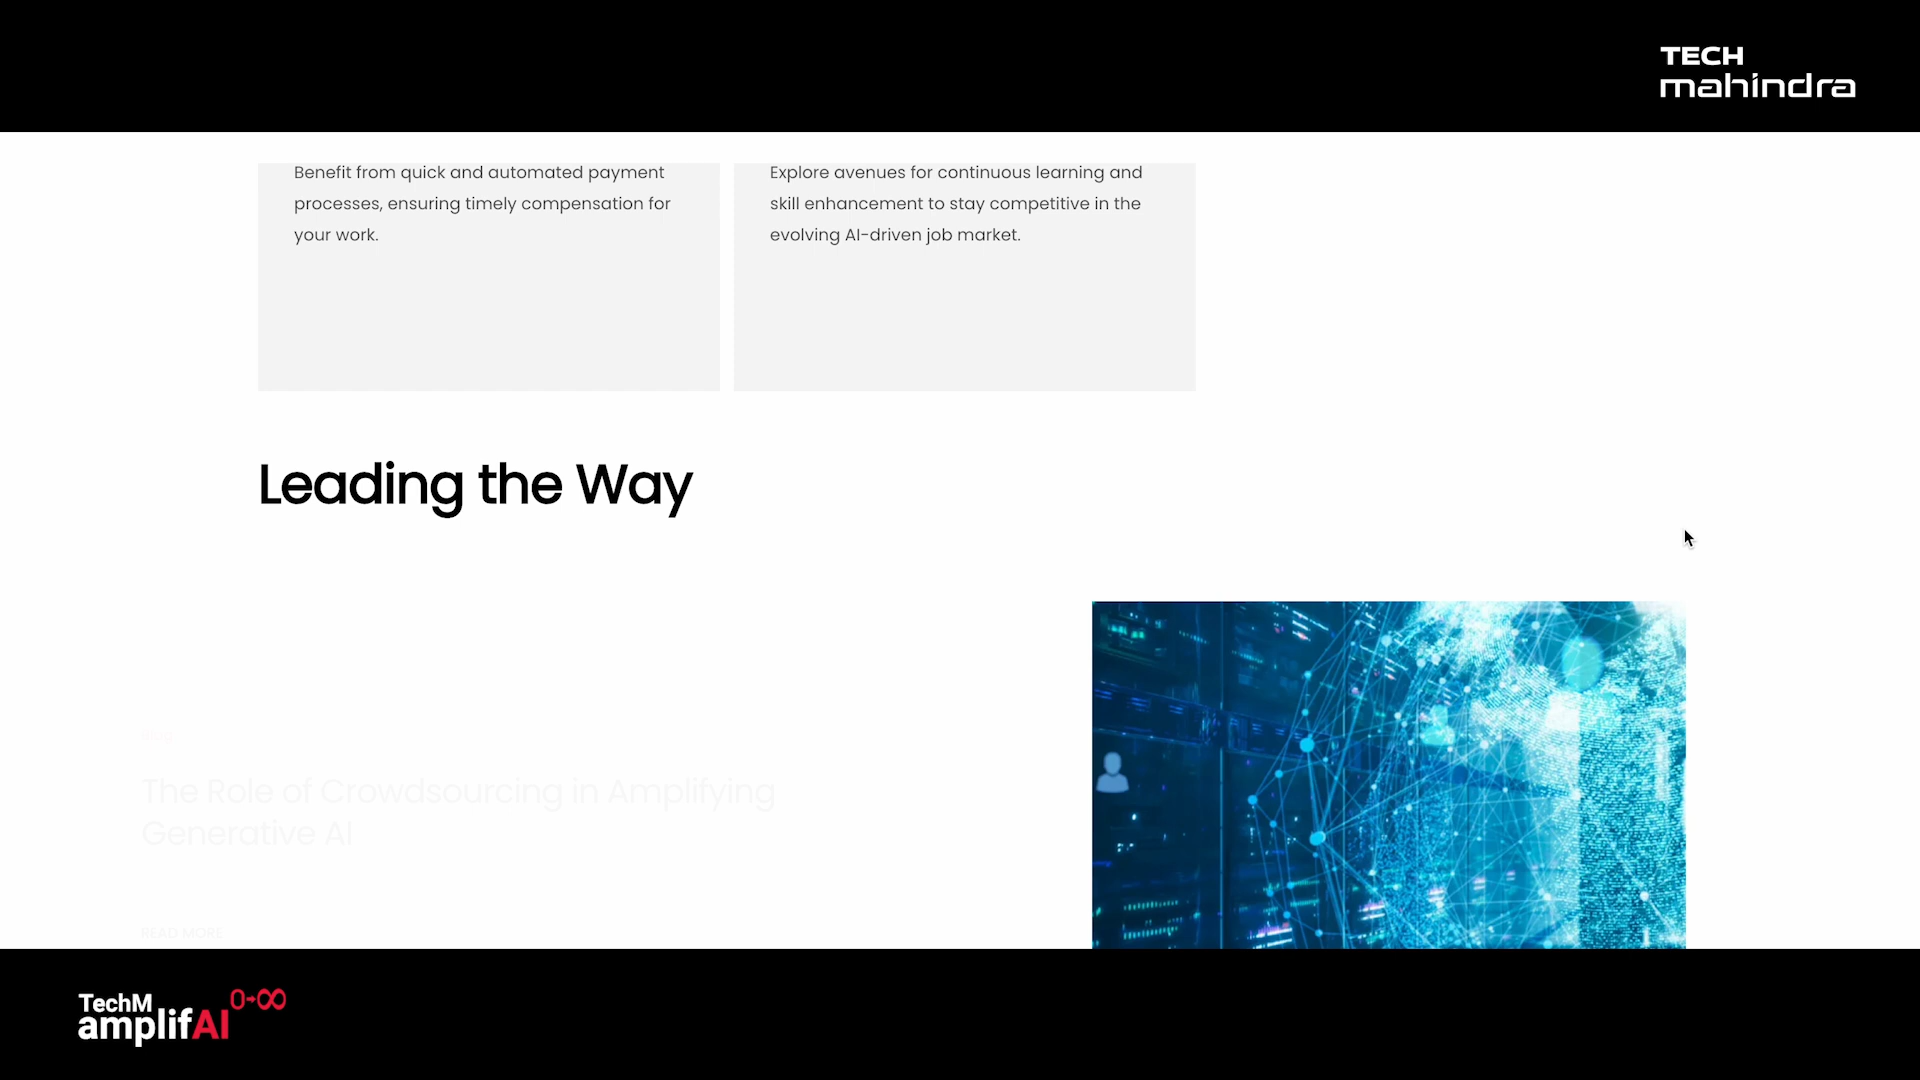 TECH
mahindra
Benefit from quick and automated payment
processes, ensuring timely compensation for
your work.
Explore avenues for continuous learning and
skill enhancement to stay competitive in the
evolving AI-driven job market.
Leading the Way
The Role of Crowdsourcing in Amplifying
Generative AI
READ MORE
TechM
amplifAI 0→∞